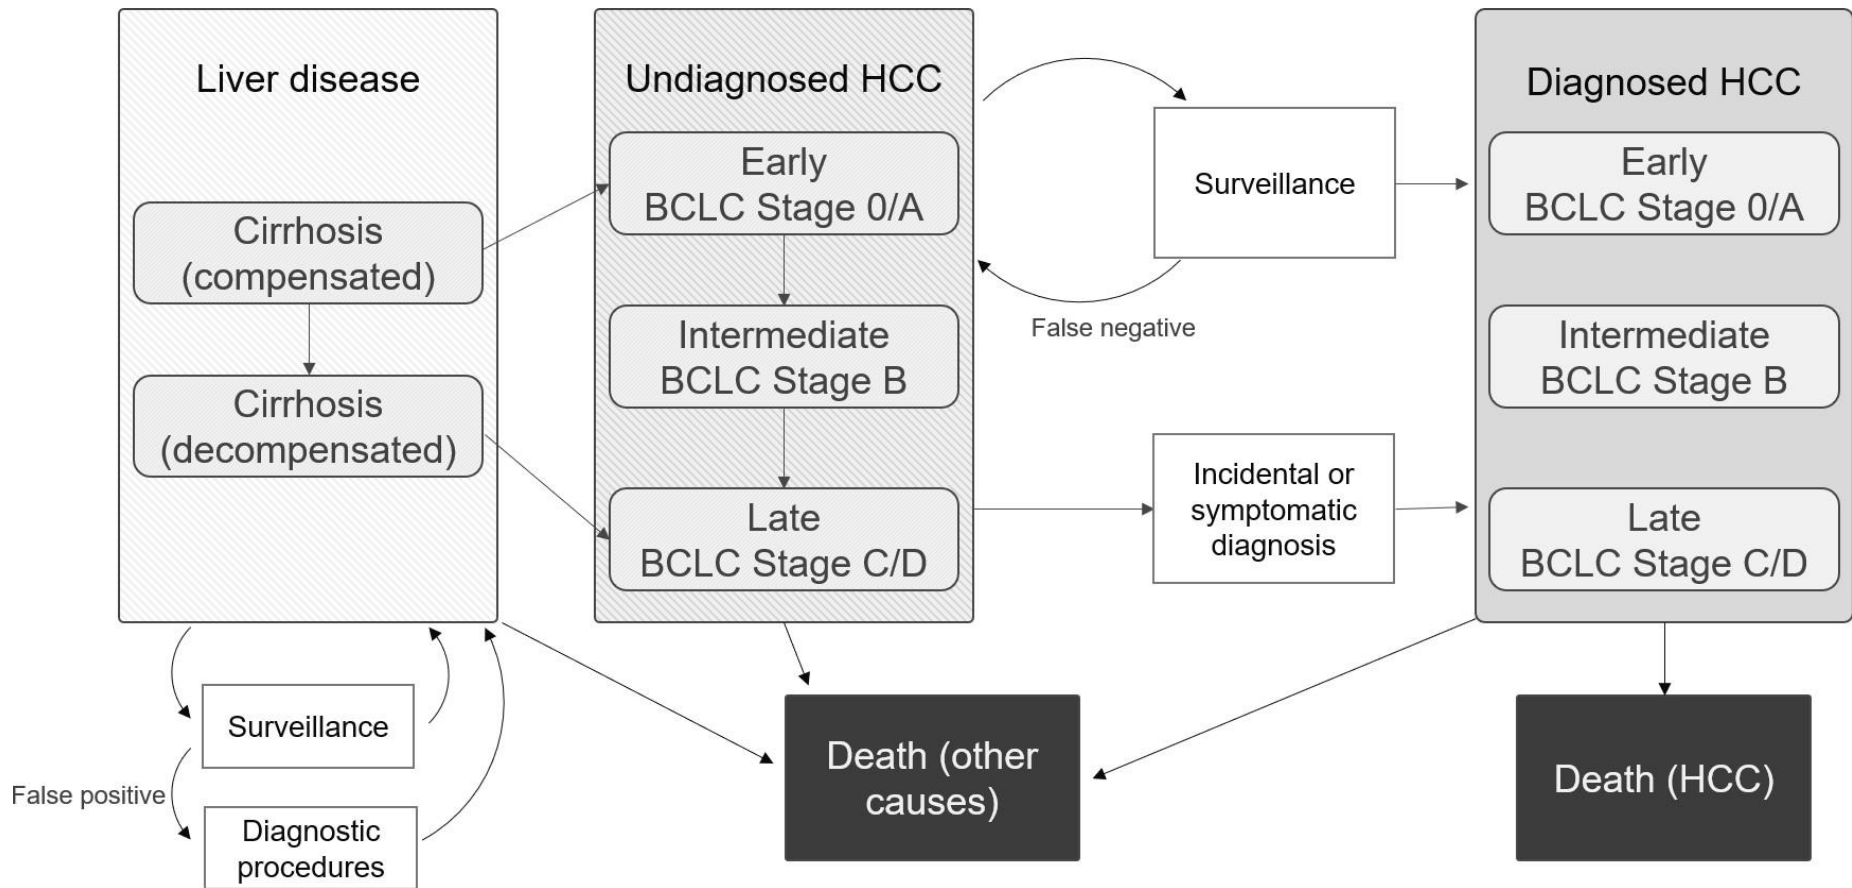 Liver disease
Cirrhosis
(compensated)
Cirrhosis
(decompensated)
Surveillance
False positive
Diagnostic
procedures
Undiagnosed HCC
Early
BCLC Stage 0/A
Intermediate
BCLC Stage B
Late
BCLC Stage C/D
Surveillance
False negative
Incidental or
symptomatic
diagnosis
Diagnosed HCC
Early
BCLC Stage 0/A
Intermediate
BCLC Stage B
Late
BCLC Stage C/D
Death (other
causes)
Death (HCC)